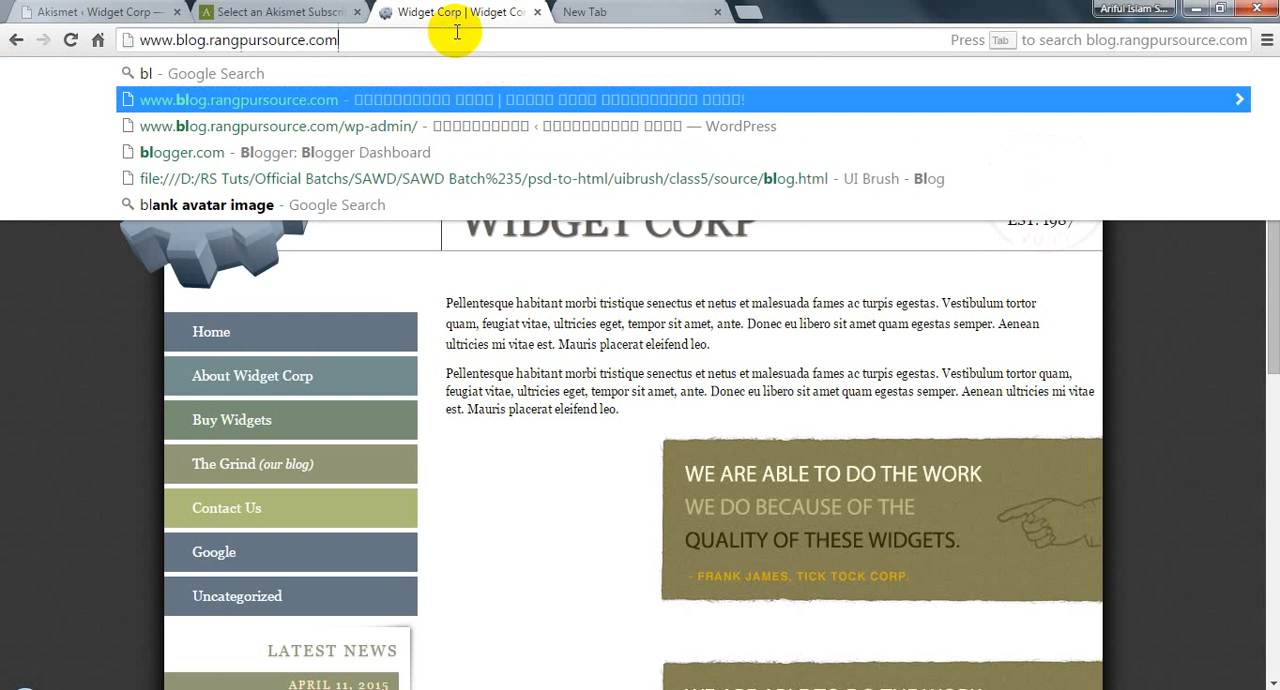 Akismet ‹ Widget Corp —
Select an Akismet Subscri
Widget Corp | Widget Co
New Tab
Ariful Islam S...
www.blog.rangpursource.com
Press Tab to search blog.rangpursource.com
bl - Google Search
www.blog.rangpursource.com -
www.blog.rangpursource.com/wp-admin/ - ‹ — WordPress
blogger.com - Blogger: Blogger Dashboard
file:///D:/RS Tuts/Official Batchs/SAWD/SAWD Batch%235/psd-to-html/uibrush/class5/source/blog.html - UI Brush - Blog
blank avatar image - Google Search
WIDGET CORP
EST. 1987
Pellentesque habitant morbi tristique senectus et netus et malesuada fames ac turpis egestas. Vestibulum tortor
quam, feugiat vitae, ultricies eget, tempor sit amet, ante. Donec eu libero sit amet quam egestas semper. Aenean
ultricies mi vitae est. Mauris placerat eleifend leo.
Pellentesque habitant morbi tristique senectus et netus et malesuada fames ac turpis egestas. Vestibulum tortor quam,
feugiat vitae, ultricies eget, tempor sit amet, ante. Donec eu libero sit amet quam egestas semper. Aenean ultricies mi vitae
est. Mauris placerat eleifend leo.
Home
About Widget Corp
Buy Widgets
The Grind (our blog)
Contact Us
Google
Uncategorized
WE ARE ABLE TO DO THE WORK
WE DO BECAUSE OF THE
QUALITY OF THESE WIDGETS.
- FRANK JAMES, TICK TOCK CORP.
LATEST NEWS
APRIL 11, 2015
WE ARE ABLE TO DO THE WORK